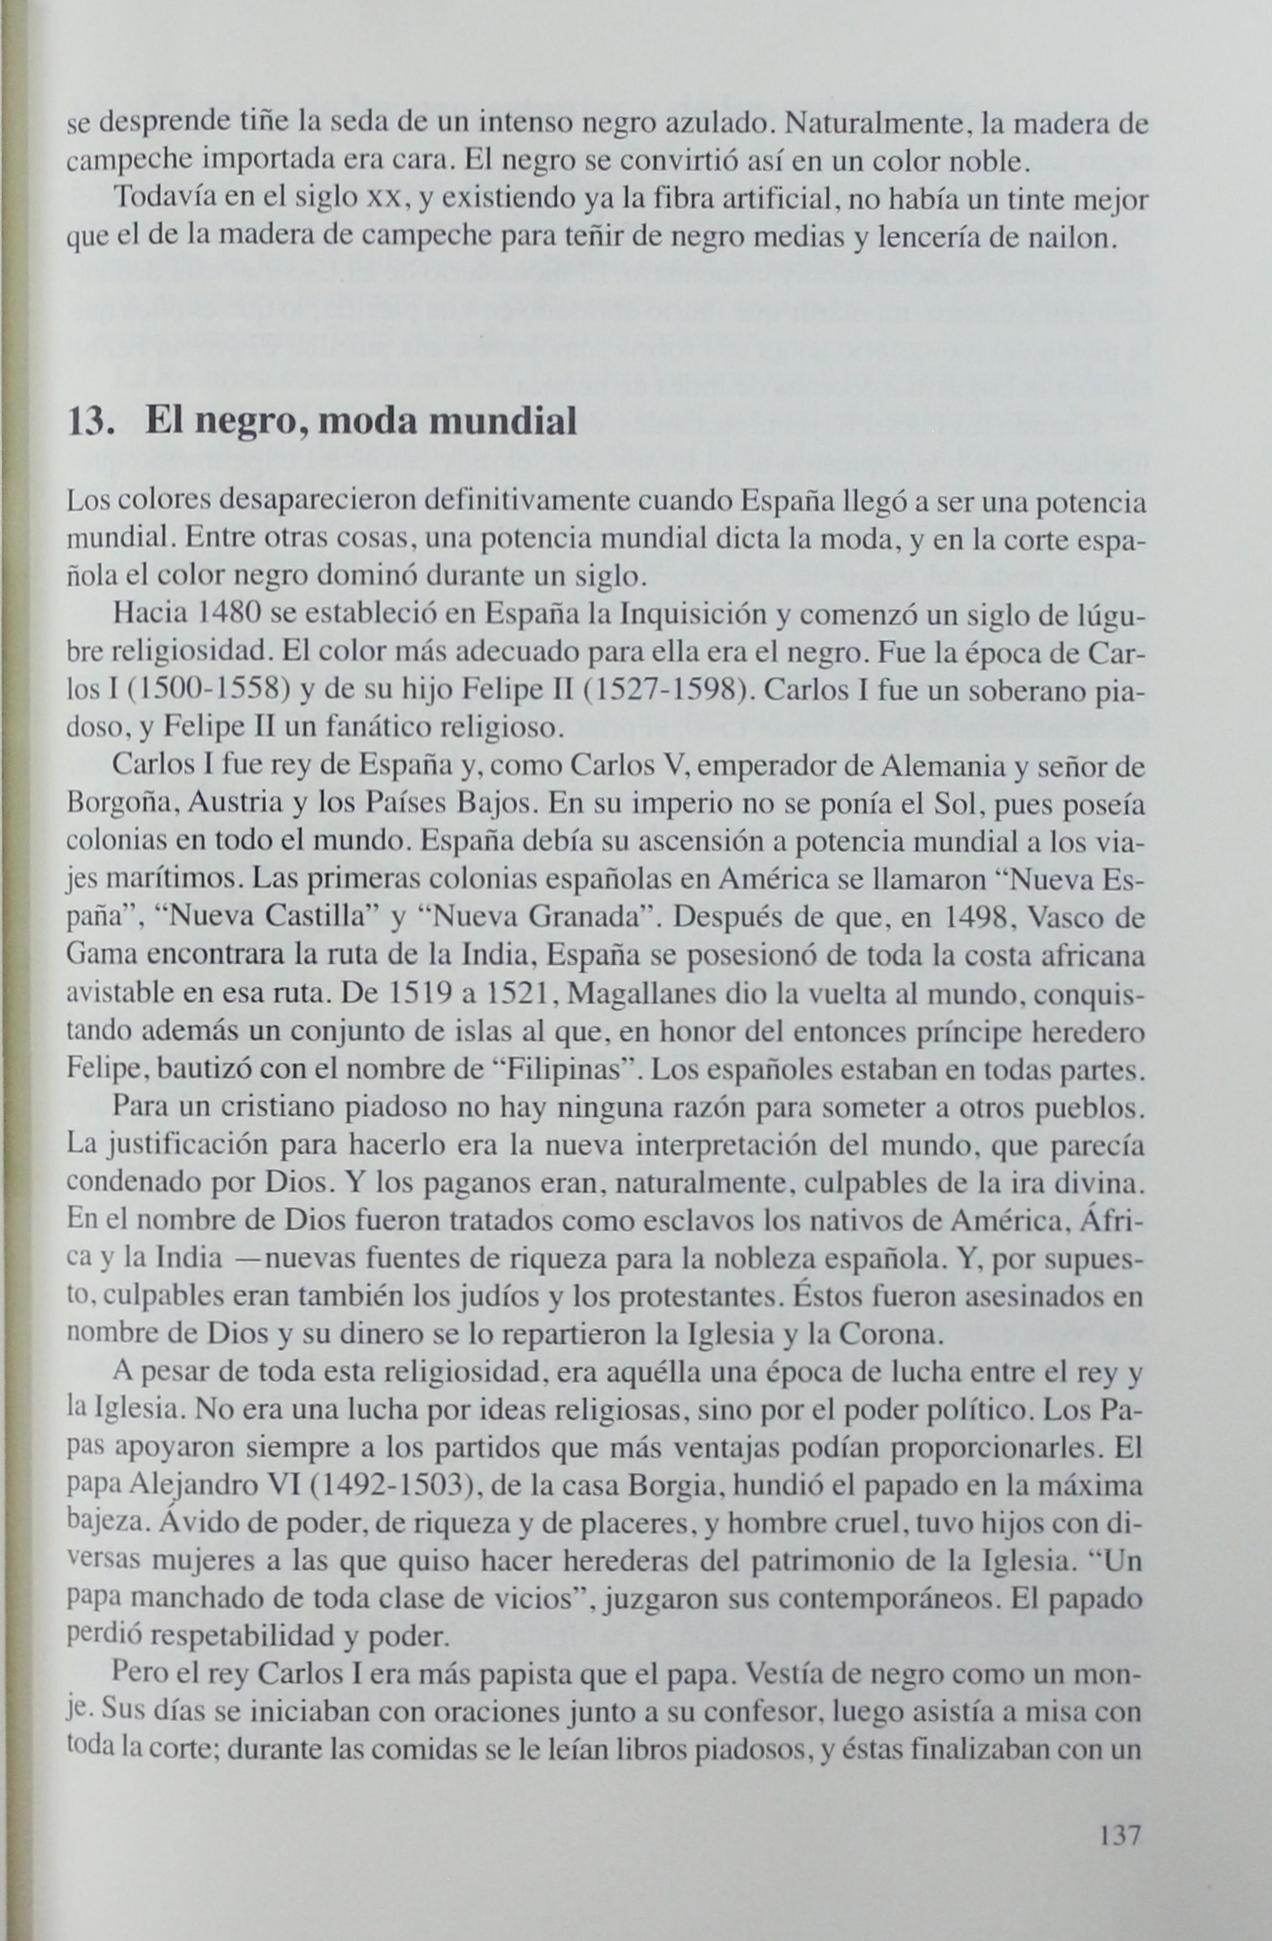 se desprende tiñe la seda de un intenso negro azulado. Naturalmente, la madera de
campeche importada era cara. El negro se convirtió así en un color noble.
Todavía en el siglo XX, y existiendo ya la fibra artificial, no había un tinte mejor
que el de la madera de campeche para teñir de negro medias y lencería de nailon.
13. El negro, moda mundial
Los colores desaparecieron definitivamente cuando España llegó a ser una potencia
mundial. Entre otras cosas, una potencia mundial dicta la moda, y en la corte espa-
ñola el color negro dominó durante un siglo.
Hacia 1480 se estableció en España la Inquisición y comenzó un siglo de lúgu-
bre religiosidad. El color más adecuado para ella era el negro. Fue la época de Car-
los I (1500-1558) y de su hijo Felipe II (1527-1598). Carlos I fue un soberano pia-
doso, y Felipe II un fanático religioso.
Carlos I fue rey de España y, como Carlos V, emperador de Alemania y señor de
Borgoña, Austria y los Países Bajos. En su imperio no se ponía el Sol, pues poseía
colonias en todo el mundo. España debía su ascensión a potencia mundial a los via-
jes marítimos. Las primeras colonias españolas en América se llamaron “Nueva Es-
paña”, “Nueva Castilla” y “Nueva Granada”. Después de que, en 1498, Vasco de
Gama encontrara la ruta de la India, España se posesionó de toda la costa africana
avistable en esa ruta. De 1519 a 1521, Magallanes dio la vuelta al mundo, conquis-
tando además un conjunto de islas al que, en honor del entonces príncipe heredero
Felipe, bautizó con el nombre de “Filipinas”. Los españoles estaban en todas partes.
Para un cristiano piadoso no hay ninguna razón para someter a otros pueblos.
La justificación para hacerlo era la nueva interpretación del mundo, que parecía
condenado por Dios. Y los paganos eran, naturalmente, culpables de la ira divina.
En el nombre de Dios fueron tratados como esclavos los nativos de América, Áfri-
ca y la India —nuevas fuentes de riqueza para la nobleza española. Y, por supues-
to, culpables eran también los judíos y los protestantes. Éstos fueron asesinados en
nombre de Dios y su dinero se lo repartieron la Iglesia y la Corona.
A pesar de toda esta religiosidad, era aquélla una época de lucha entre el rey y
la Iglesia. No era una lucha por ideas religiosas, sino por el poder político. Los Pa-
pas apoyaron siempre a los partidos que más ventajas podían proporcionarles. El
papa Alejandro VI (1492-1503), de la casa Borgia, hundió el papado en la máxima
bajeza. Ávido de poder, de riqueza y de placeres, y hombre cruel, tuvo hijos con di-
versas mujeres a las que quiso hacer herederas del patrimonio de la Iglesia. “Un
papa manchado de toda clase de vicios”, juzgaron sus contemporáneos. El papado
perdió respetabilidad y poder.
Pero el rey Carlos I era más papista que el papa. Vestía de negro como un mon-
je. Sus días se iniciaban con oraciones junto a su confesor, luego asistía a misa con
toda la corte; durante las comidas se le leían libros piadosos, y éstas finalizaban con un
137